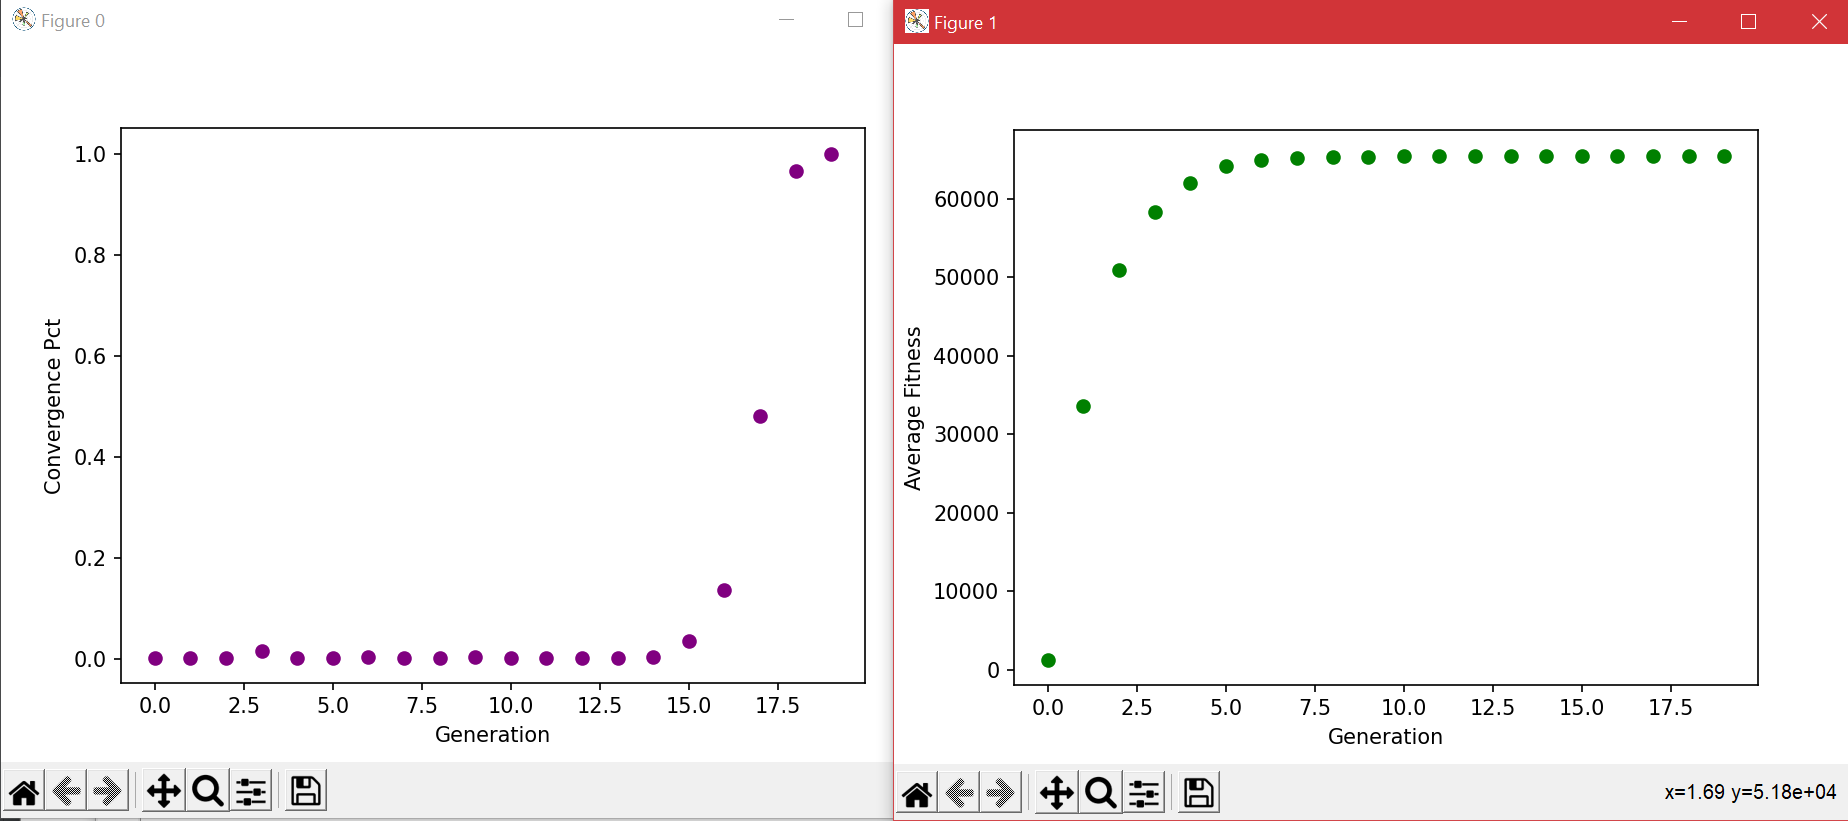 Figure 0
1.0
0.8
0.6
0.4
0.2
0.0
Convergence Pct
0.0 2.5 5.0 7.5 10.0 12.5 15.0 17.5
Generation
Figure 1
60000
50000
40000
30000
20000
10000
0
Average Fitness
0.0 2.5 5.0 7.5 10.0 12.5 15.0 17.5
Generation
x=1.69 y=5.18e+04